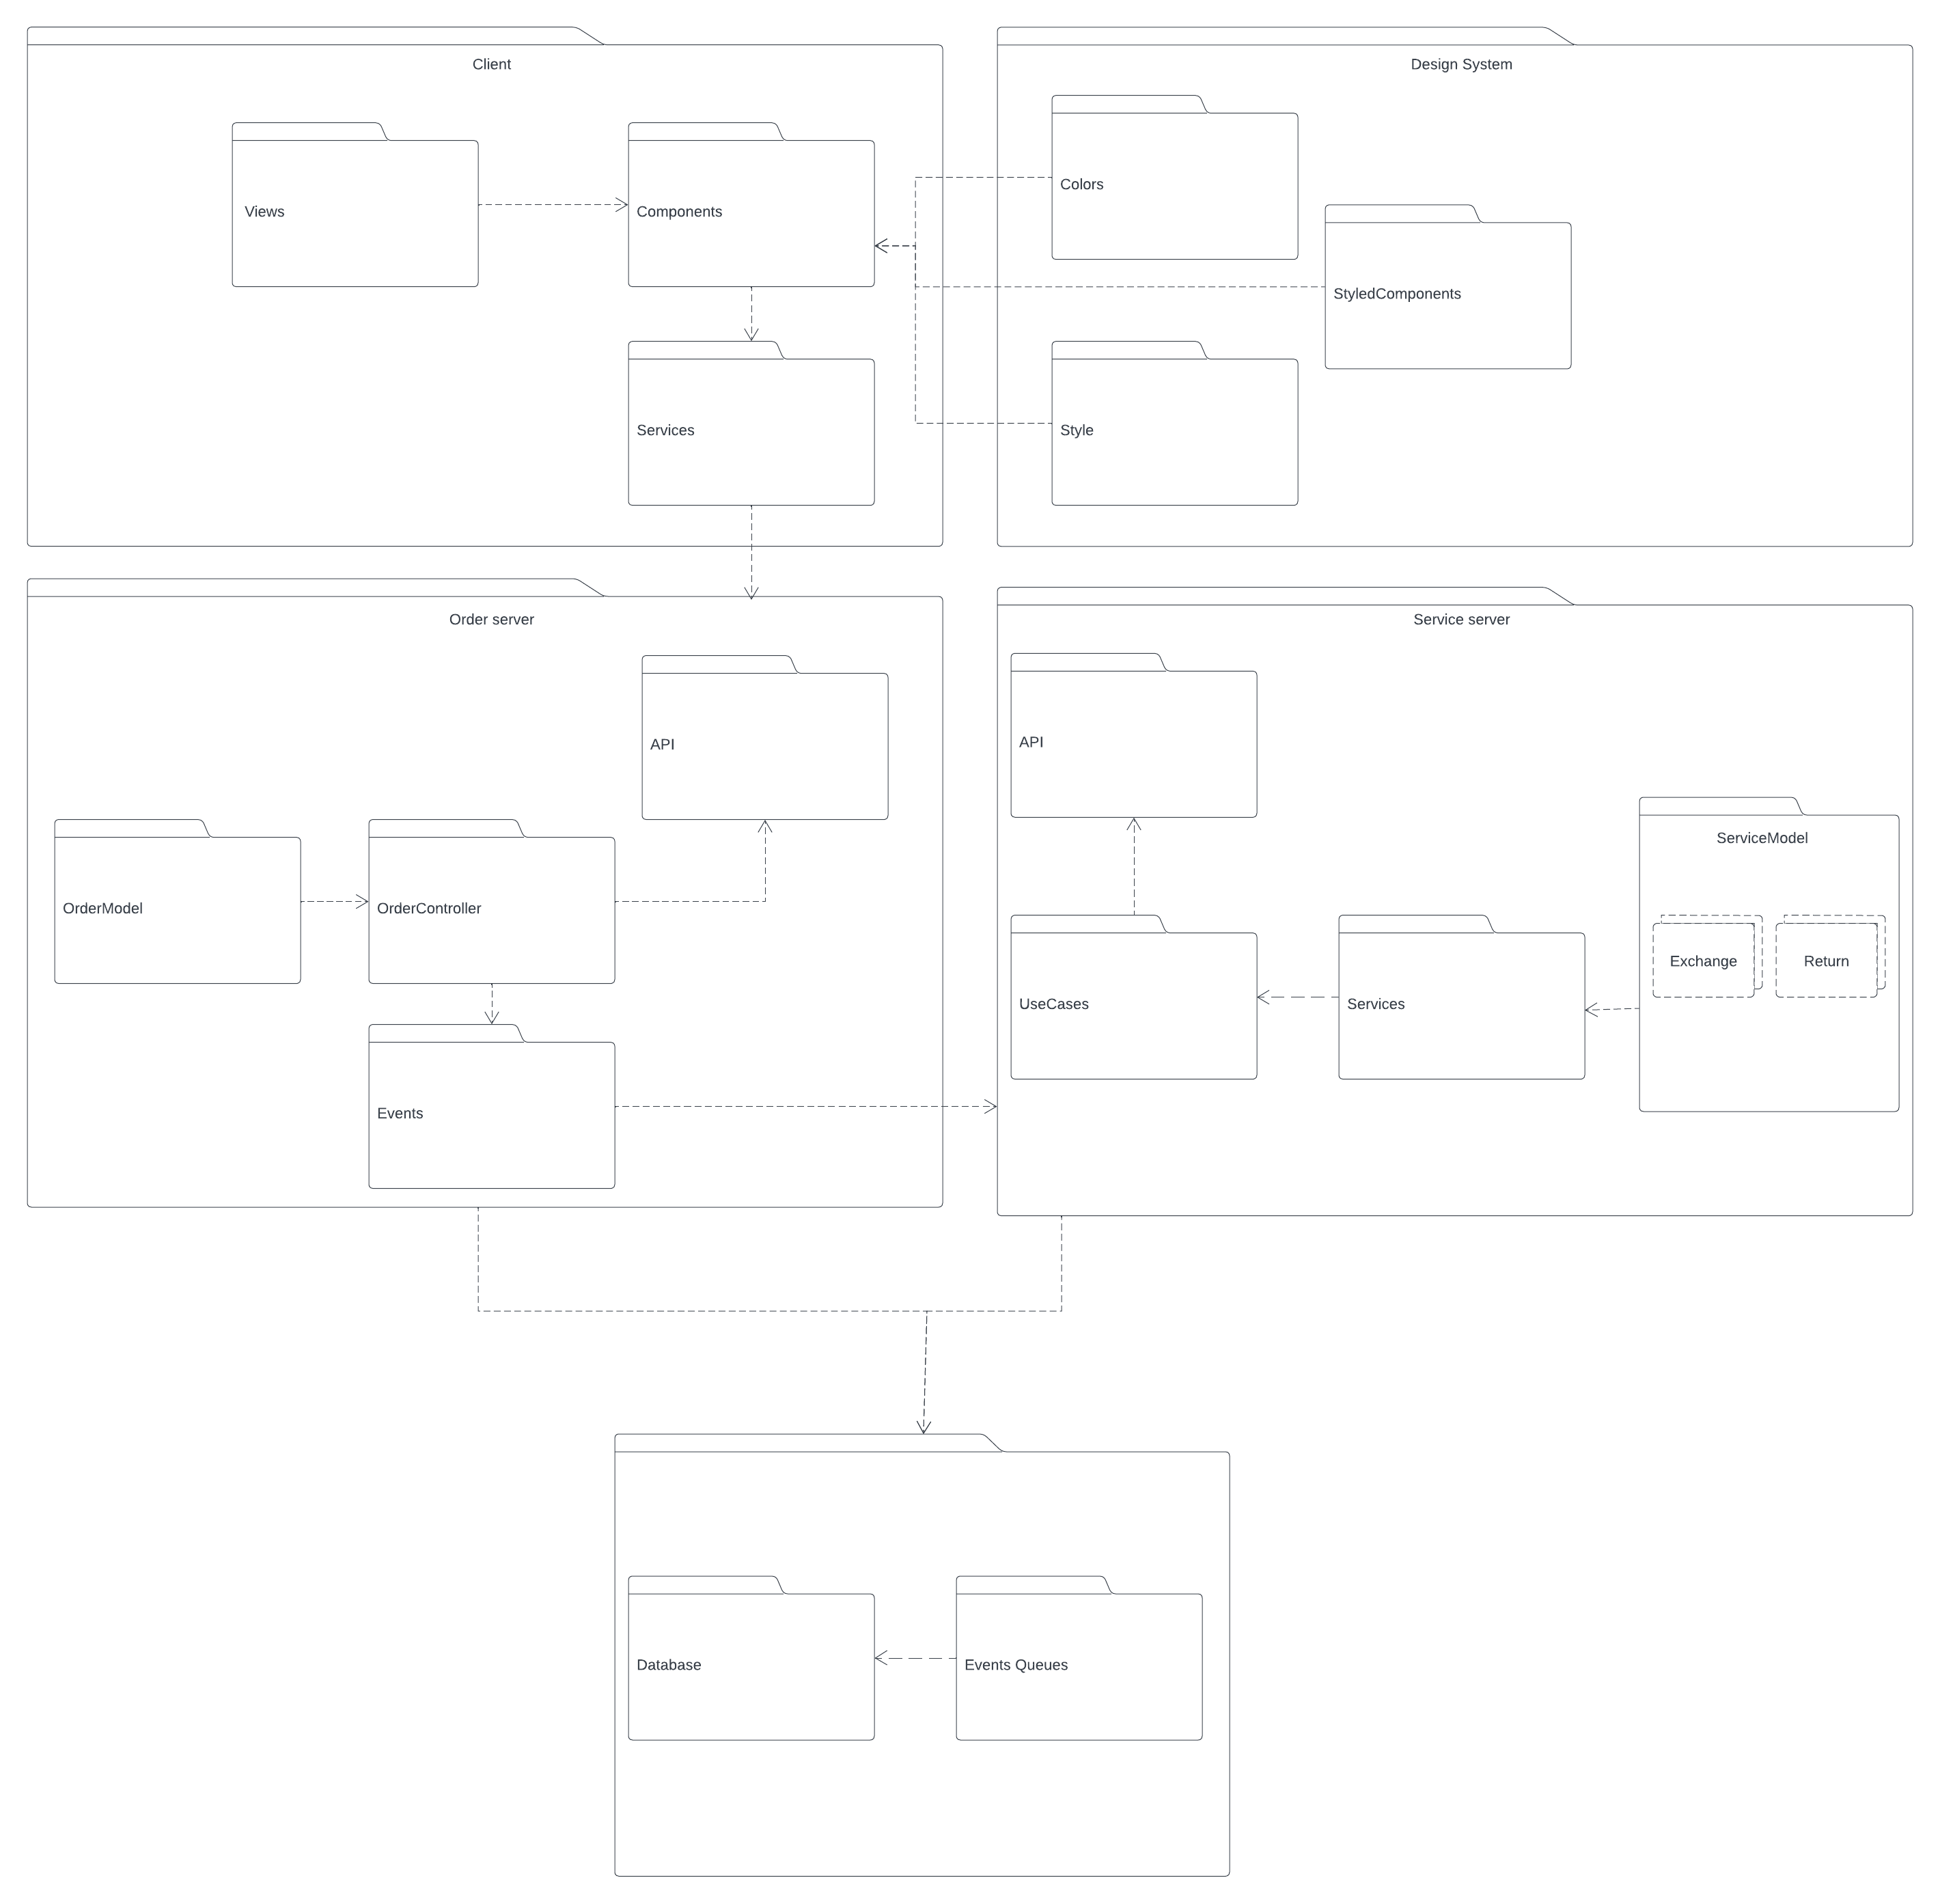 Client
Design System
Views
Components
Services
Colors
StyledComponents
Style
Order server
API
OrderModel
OrderController
Events
Service server
API
ServiceModel
Exchange
Return
UseCases
Services
Database
Events Queues